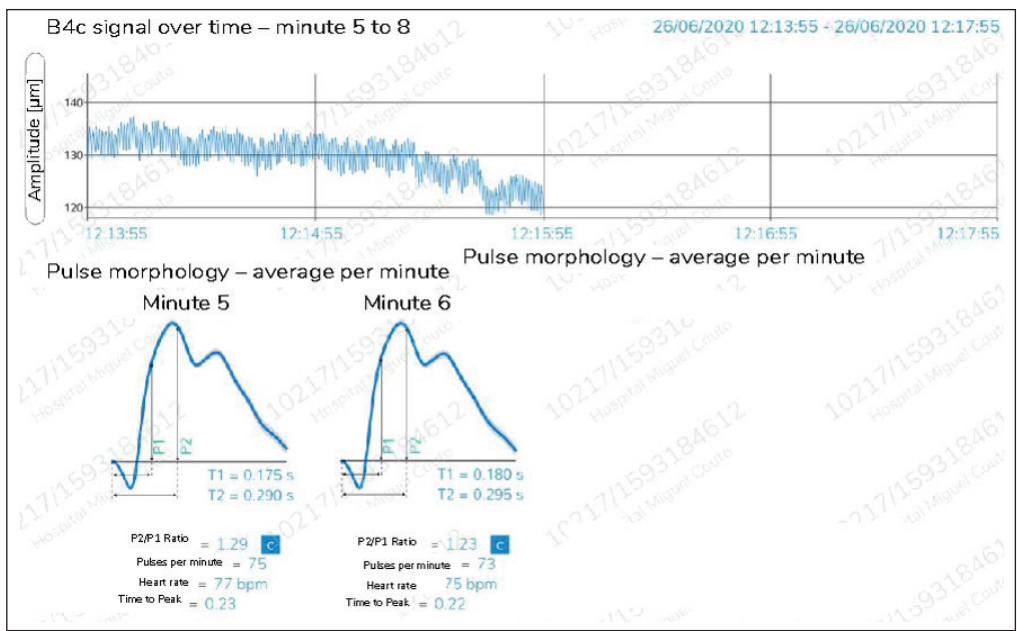 B4c signal over time – minute 5 to 8
26/06/2020 12:13:55 - 26/06/2020 12:17:55
Amplitude [µm]
140
130
120
12:13:55 12:14:55 12:15:55 12:16:55 12:17:55
Pulse morphology – average per minute
Pulse morphology – average per minute
Minute 5
P1 P2
T1 = 0.175 s
T2 = 0.290 s
P2/P1 Ratio = 1.29 C
Pulses per minute = 75
Heart rate = 77 bpm
Time to Peak = 0.23
Minute 6
P1 P2
T1 = 0.180 s
T2 = 0.295 s
P2/P1 Ratio = 1.23 C
Pulses per minute = 73
Heart rate 75 bpm
Time to Peak = 0.22
10217/1593184612
Hospital Miguel Couto